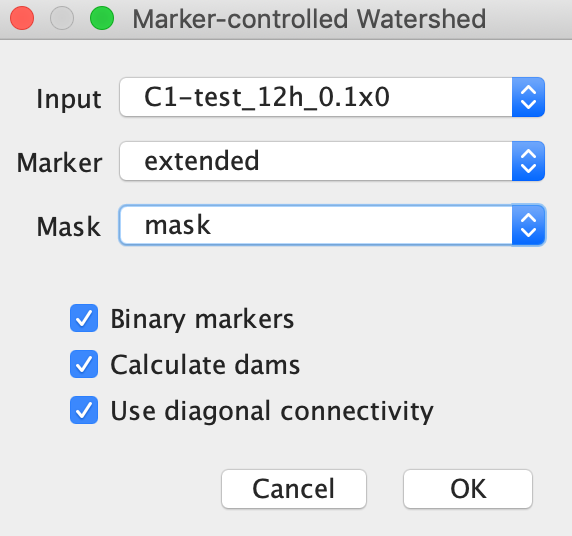 Marker-controlled Watershed
Input C1-test_12h_0.1x0
Marker extended
Mask mask
Binary markers
Calculate dams
Use diagonal connectivity
Cancel OK